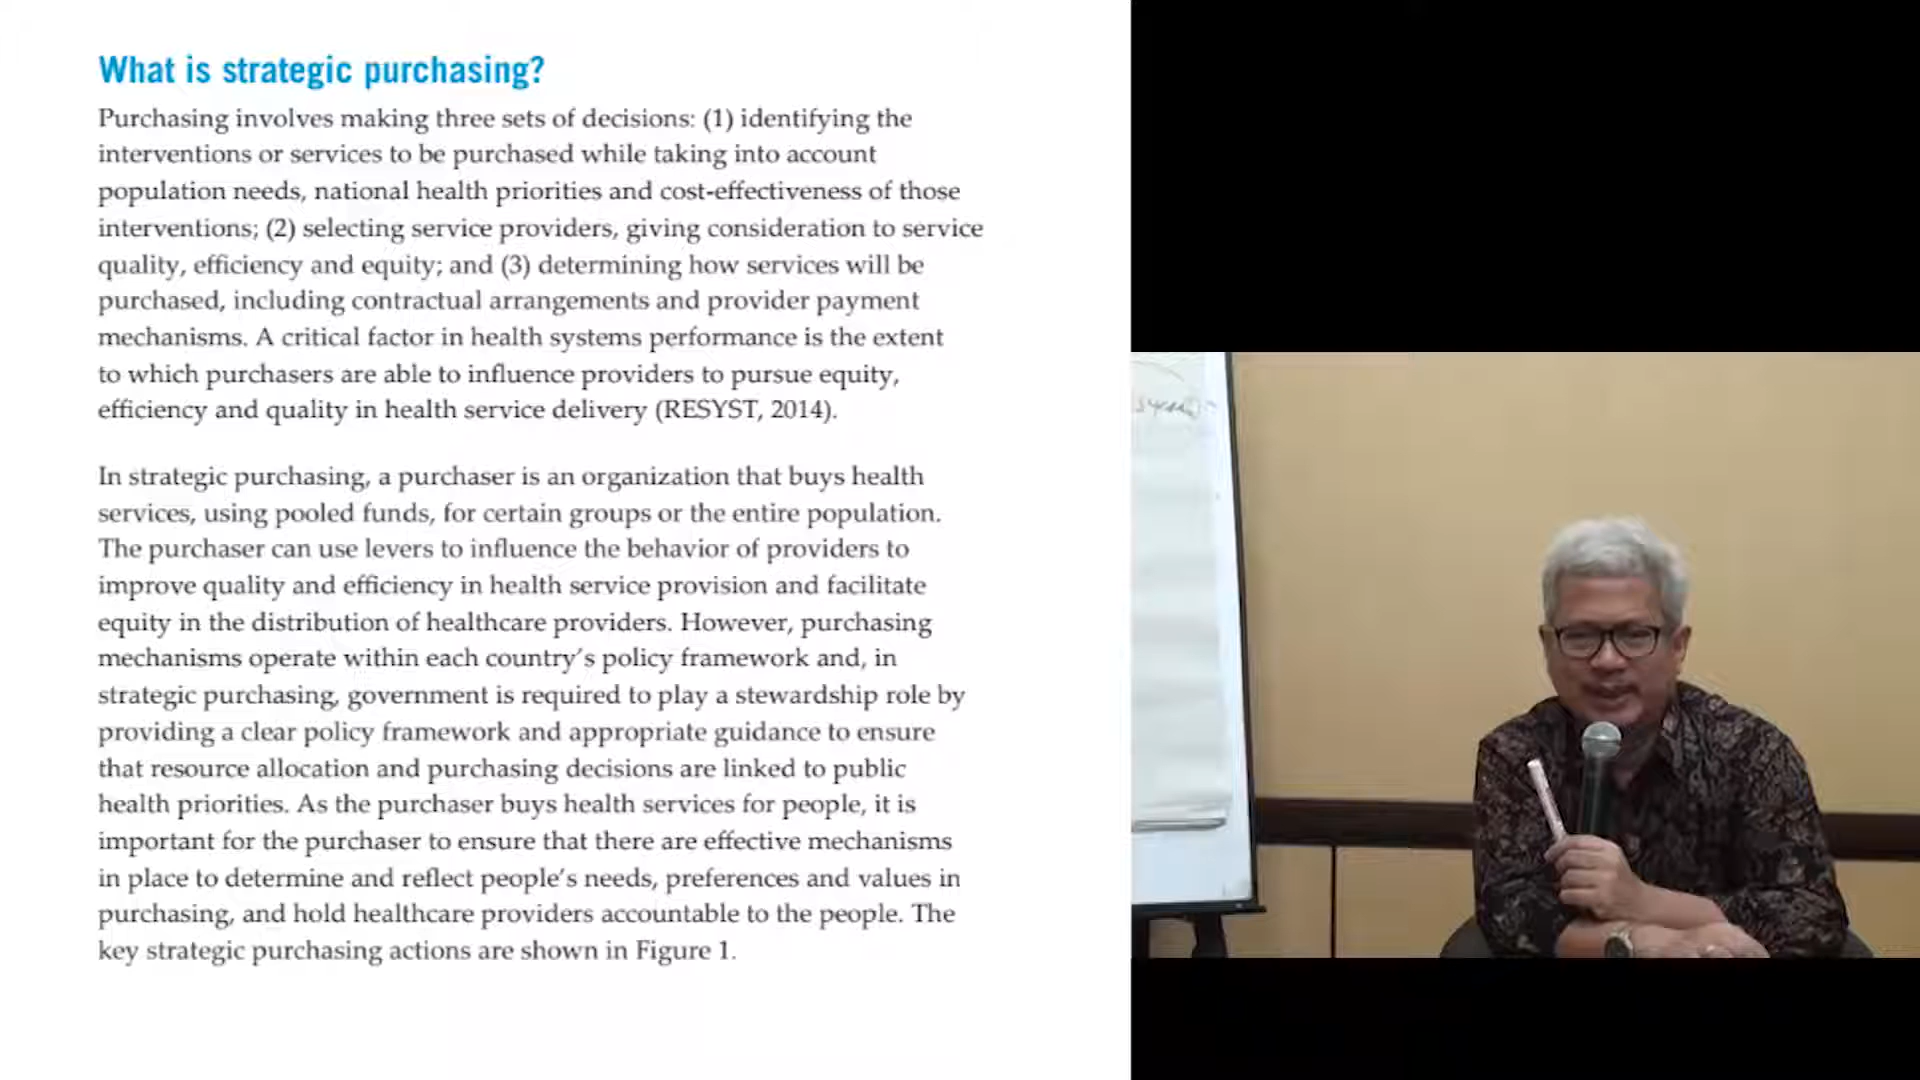 What is strategic purchasing?
Purchasing involves making three sets of decisions: (1) identifying the
interventions or services to be purchased while taking into account
population needs, national health priorities and cost-effectiveness of those
interventions; (2) selecting service providers, giving consideration to service
quality, efficiency and equity; and (3) determining how services will be
purchased, including contractual arrangements and provider payment
mechanisms. A critical factor in health systems performance is the extent
to which purchasers are able to influence providers to pursue equity,
efficiency and quality in health service delivery (RESYST, 2014).
In strategic purchasing, a purchaser is an organization that buys health
services, using pooled funds, for certain groups or the entire population.
The purchaser can use levers to influence the behavior of providers to
improve quality and efficiency in health service provision and facilitate
equity in the distribution of healthcare providers. However, purchasing
mechanisms operate within each country's policy framework and, in
strategic purchasing, government is required to play a stewardship role by
providing a clear policy framework and appropriate guidance to ensure
that resource allocation and purchasing decisions are linked to public
health priorities. As the purchaser buys health services for people, it is
important for the purchaser to ensure that there are effective mechanisms
in place to determine and reflect people's needs, preferences and values in
purchasing, and hold healthcare providers accountable to the people. The
key strategic purchasing actions are shown in Figure 1.